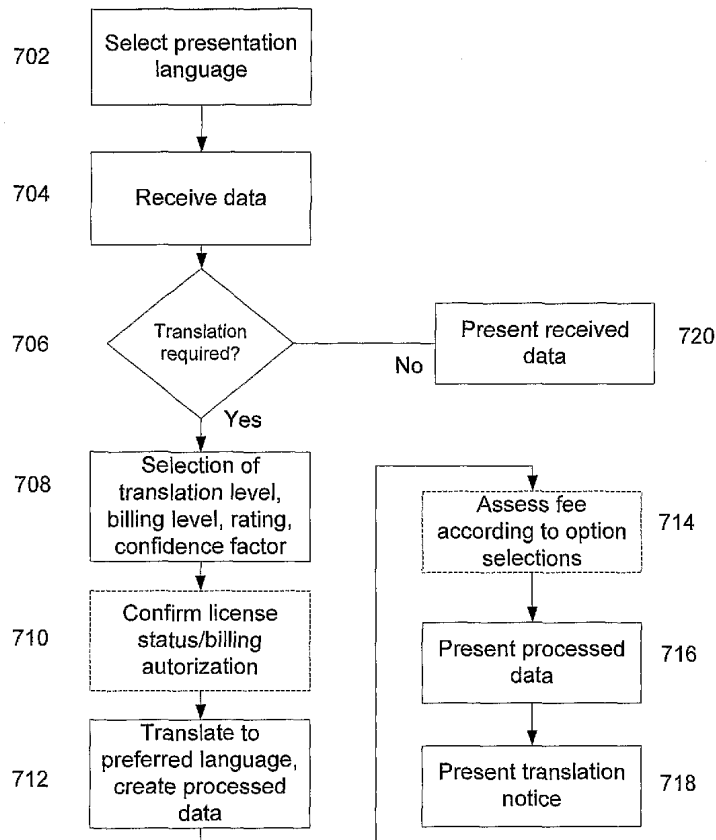 702
Select presentation
language
704
Receive data
706
Translation
required?
No
Present received
data
720
Yes
708
Selection of
translation level,
billing level, rating,
confidence factor
710
Confirm license
status/billing
autorization
712
Translate to
preferred language,
create processed
data
Assess fee
according to option
selections
714
Present processed
data
716
Present translation
notice
718